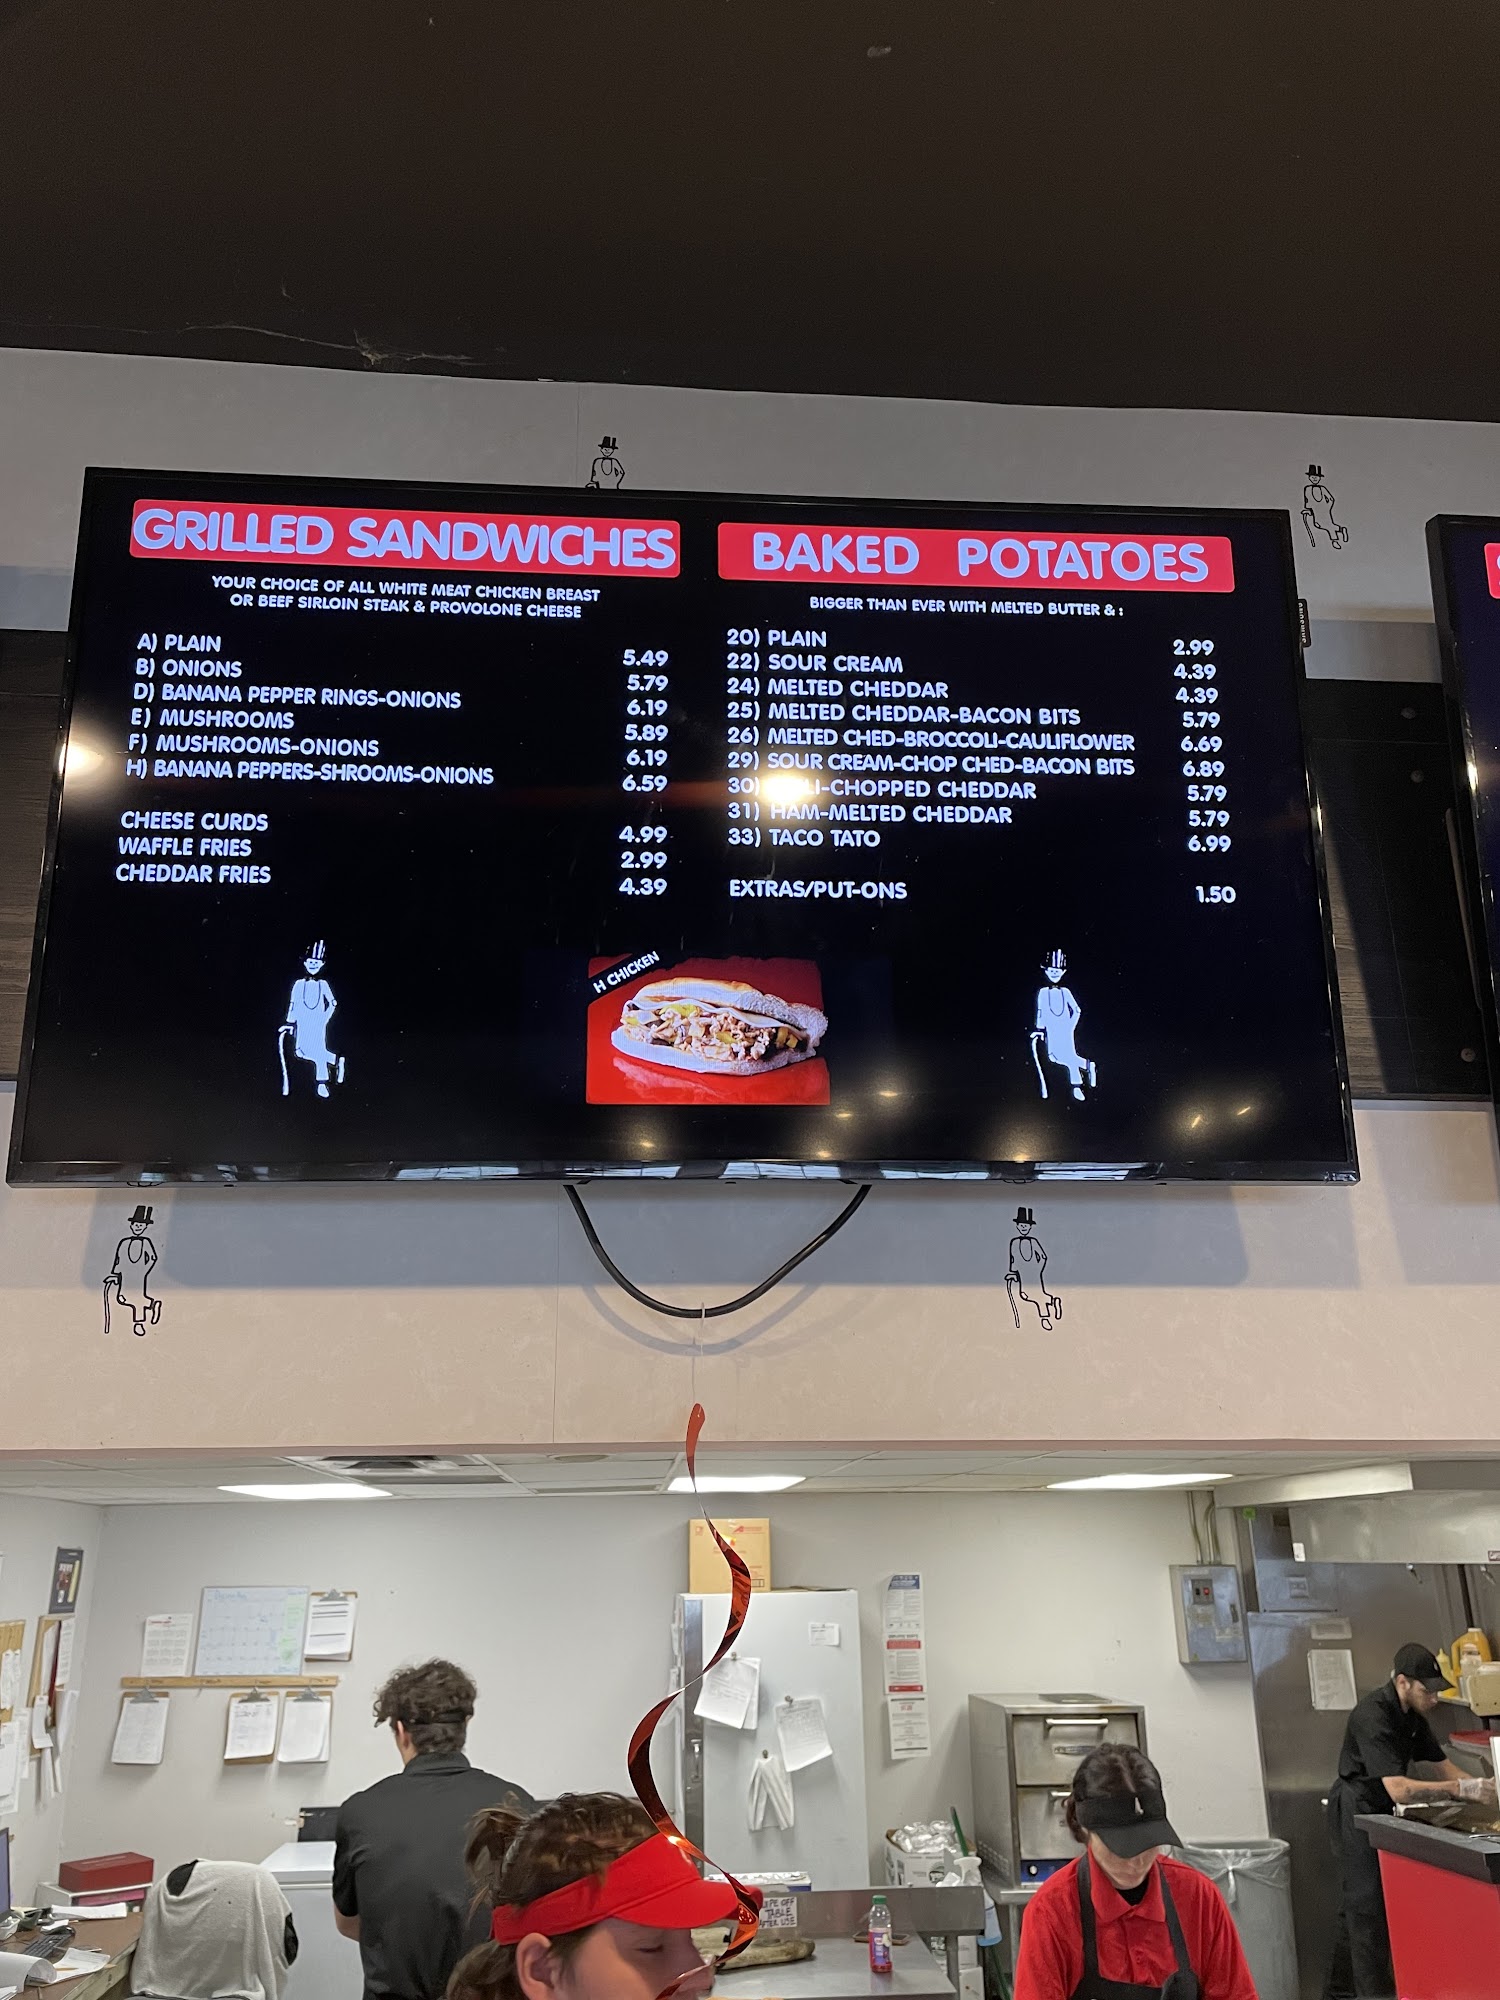 GRILLED SANDWICHES
YOUR CHOICE OF ALL WHITE MEAT CHICKEN BREAST
OR BEEF SIRLOIN STEAK & PROVOLONE CHEESE
A) PLAIN 5.49
B) ONIONS 5.79
D) BANANA PEPPER RINGS-ONIONS 6.19
E) MUSHROOMS 5.89
F) MUSHROOMS-ONIONS 6.19
H) BANANA PEPPERS-SHROOMS-ONIONS 6.59
CHEESE CURDS 4.99
WAFFLE FRIES 2.99
CHEDDAR FRIES 4.39
BAKED POTATOES
BIGGER THAN EVER WITH MELTED BUTTER & :
20) PLAIN 2.99
22) SOUR CREAM 4.39
24) MELTED CHEDDAR 4.39
25) MELTED CHEDDAR-BACON BITS 5.79
26) MELTED CHED-BROCCOLI-CAULIFLOWER 6.69
29) SOUR CREAM-CHOP CHED-BACON BITS 6.89
30) LI-CHOPPED CHEDDAR 5.79
31) HAM-MELTED CHEDDAR 5.79
33) TACO TATO 6.99
EXTRAS/PUT-ONS 1.50
H CHICKEN
SAMSUNG
TABLE
AFTER USE